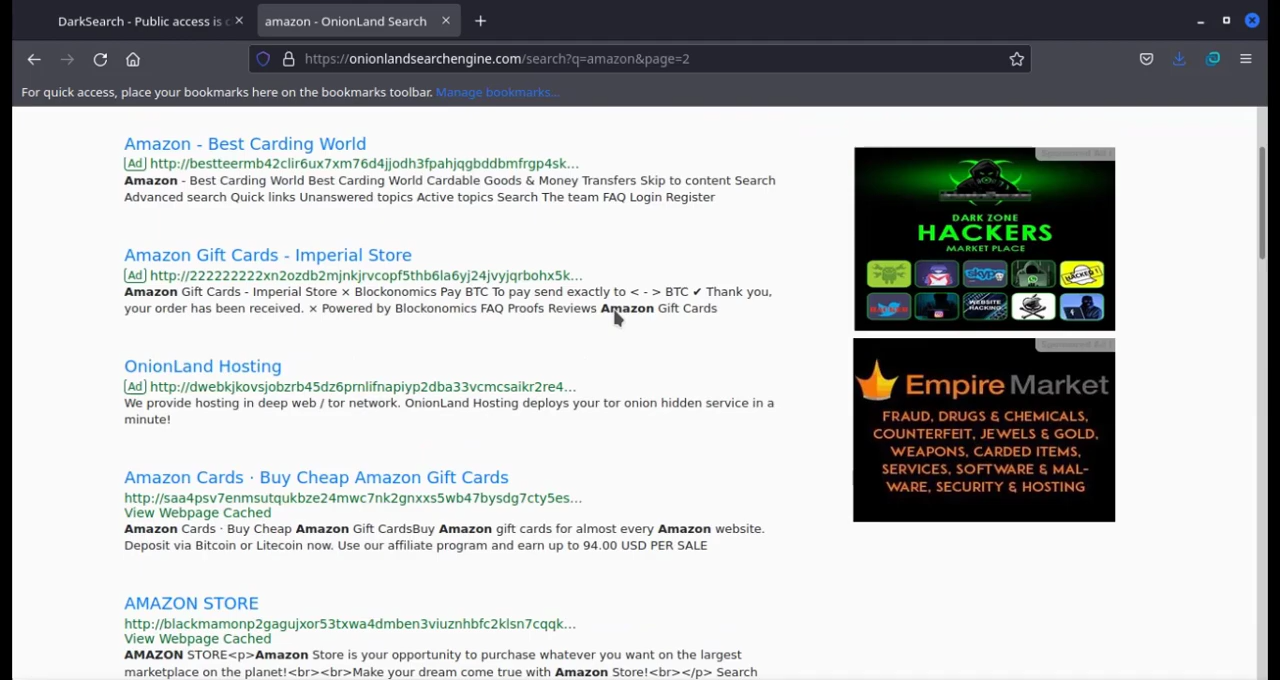 DarkSearch - Public access is c
amazon - OnionLand Search
https://onionlandsearchengine.com/search?q=amazon&page=2
For quick access, place your bookmarks here on the bookmarks toolbar. Manage bookmarks...
Amazon - Best Carding World
Ad http://bestteermb42clir6ux7xm76d4jjodh3fpahjqgbddbmfrgp4sk...
Amazon - Best Carding World Best Carding World Cardable Goods & Money Transfers Skip to content Search
Advanced search Quick links Unanswered topics Active topics Search The team FAQ Login Register
Amazon Gift Cards - Imperial Store
Ad http://222222222xn2ozdb2mjnkjrvcopf5thb6la6yj24jvyjqrbohx5k...
Amazon Gift Cards - Imperial Store × Blockonomics Pay BTC To pay send exactly to < - > BTC ✔ Thank you,
your order has been received. × Powered by Blockonomics FAQ Proofs Reviews Amazon Gift Cards
OnionLand Hosting
Ad http://dwebkjkovsjobzrb45dz6prnlifnapiyp2dba33vcmcsaikr2re4...
We provide hosting in deep web / tor network. OnionLand Hosting deploys your tor onion hidden service in a
minute!
Amazon Cards · Buy Cheap Amazon Gift Cards
http://saa4psv7enmsutqukbze24mwc7nk2gnxxs5wb47bysdg7cty5es...
View Webpage Cached
Amazon Cards · Buy Cheap Amazon Gift CardsBuy Amazon gift cards for almost every Amazon website.
Deposit via Bitcoin or Litecoin now. Use our affiliate program and earn up to 94.00 USD PER SALE
AMAZON STORE
http://blackmamonp2gagujxor53txwa4dmben3viuznhbfc2klsn7cqqk...
View Webpage Cached
AMAZON STORE<p>Amazon Store is your opportunity to purchase whatever you want on the largest
marketplace on the planet!<br><br>Make your dream come true with Amazon Store!<br></p> Search
DARK ZONE
HACKERS
MARKET PLACE
skype
HACKED!
WEBSITE
HACKING
Empire Market
FRAUD, DRUGS & CHEMICALS,
COUNTERFEIT, JEWELS & GOLD,
WEAPONS, CARDED ITEMS,
SERVICES, SOFTWARE & MAL-
WARE, SECURITY & HOSTING